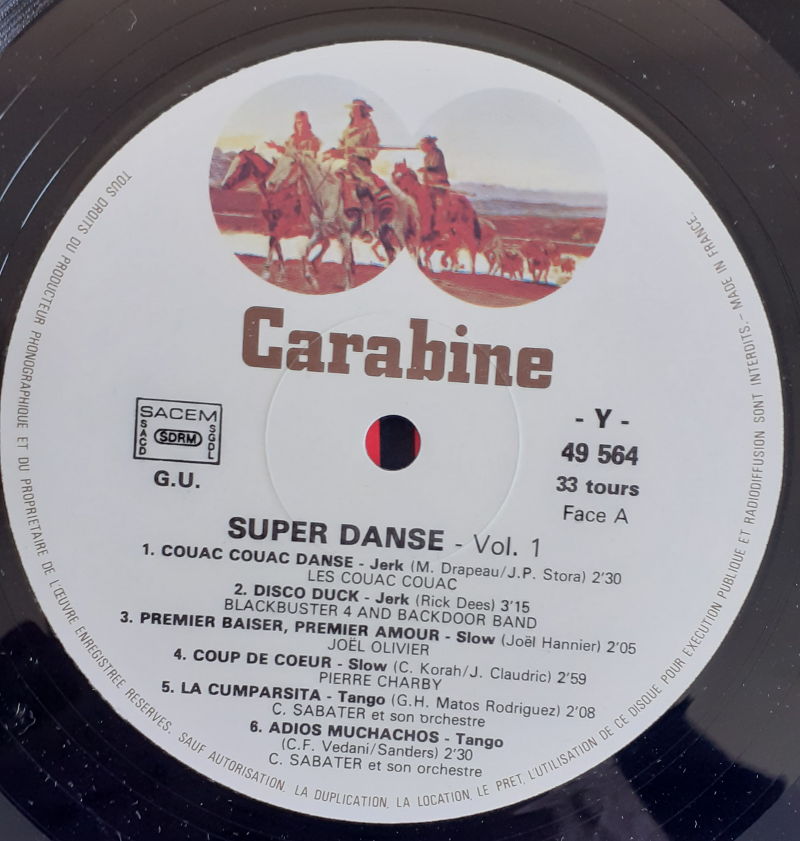 Carabine
SACEM
SACD
SDRM
SGDL
G.U.
- Y -
49 564
33 tours
Face A
SUPER DANSE - Vol. 1
1. COUAC COUAC DANSE - Jerk (M. Drapeau/J.P. Stora) 2'30
LES COUAC COUAC
2. DISCO DUCK - Jerk (Rick Dees) 3'15
BLACKBUSTER 4 AND BACKDOOR BAND
3. PREMIER BAISER, PREMIER AMOUR - Slow (Joël Hannier) 2'05
JOËL OLIVIER
4. COUP DE COEUR - Slow (C. Korah/J. Claudric) 2'59
PIERRE CHARBY
5. LA CUMPARSITA - Tango (G.H. Matos Rodriguez) 2'08
C. SABATER et son orchestre
6. ADIOS MUCHACHOS - Tango
(C.F. Vedani/Sanders) 2'30
C. SABATER et son orchestre
TOUS DROITS DU PRODUCTEUR PHONOGRAPHIQUE ET DU PROPRIETAIRE DE L'ŒUVRE ENREGISTREE RESERVES. SAUF AUTORISATION, LA DUPLICATION, LA LOCATION, LE PRET, L'UTILISATION DE CE DISQUE POUR EXECUTION PUBLIQUE ET RADIODIFFUSION SONT INTERDITS. - MADE IN FRANCE.